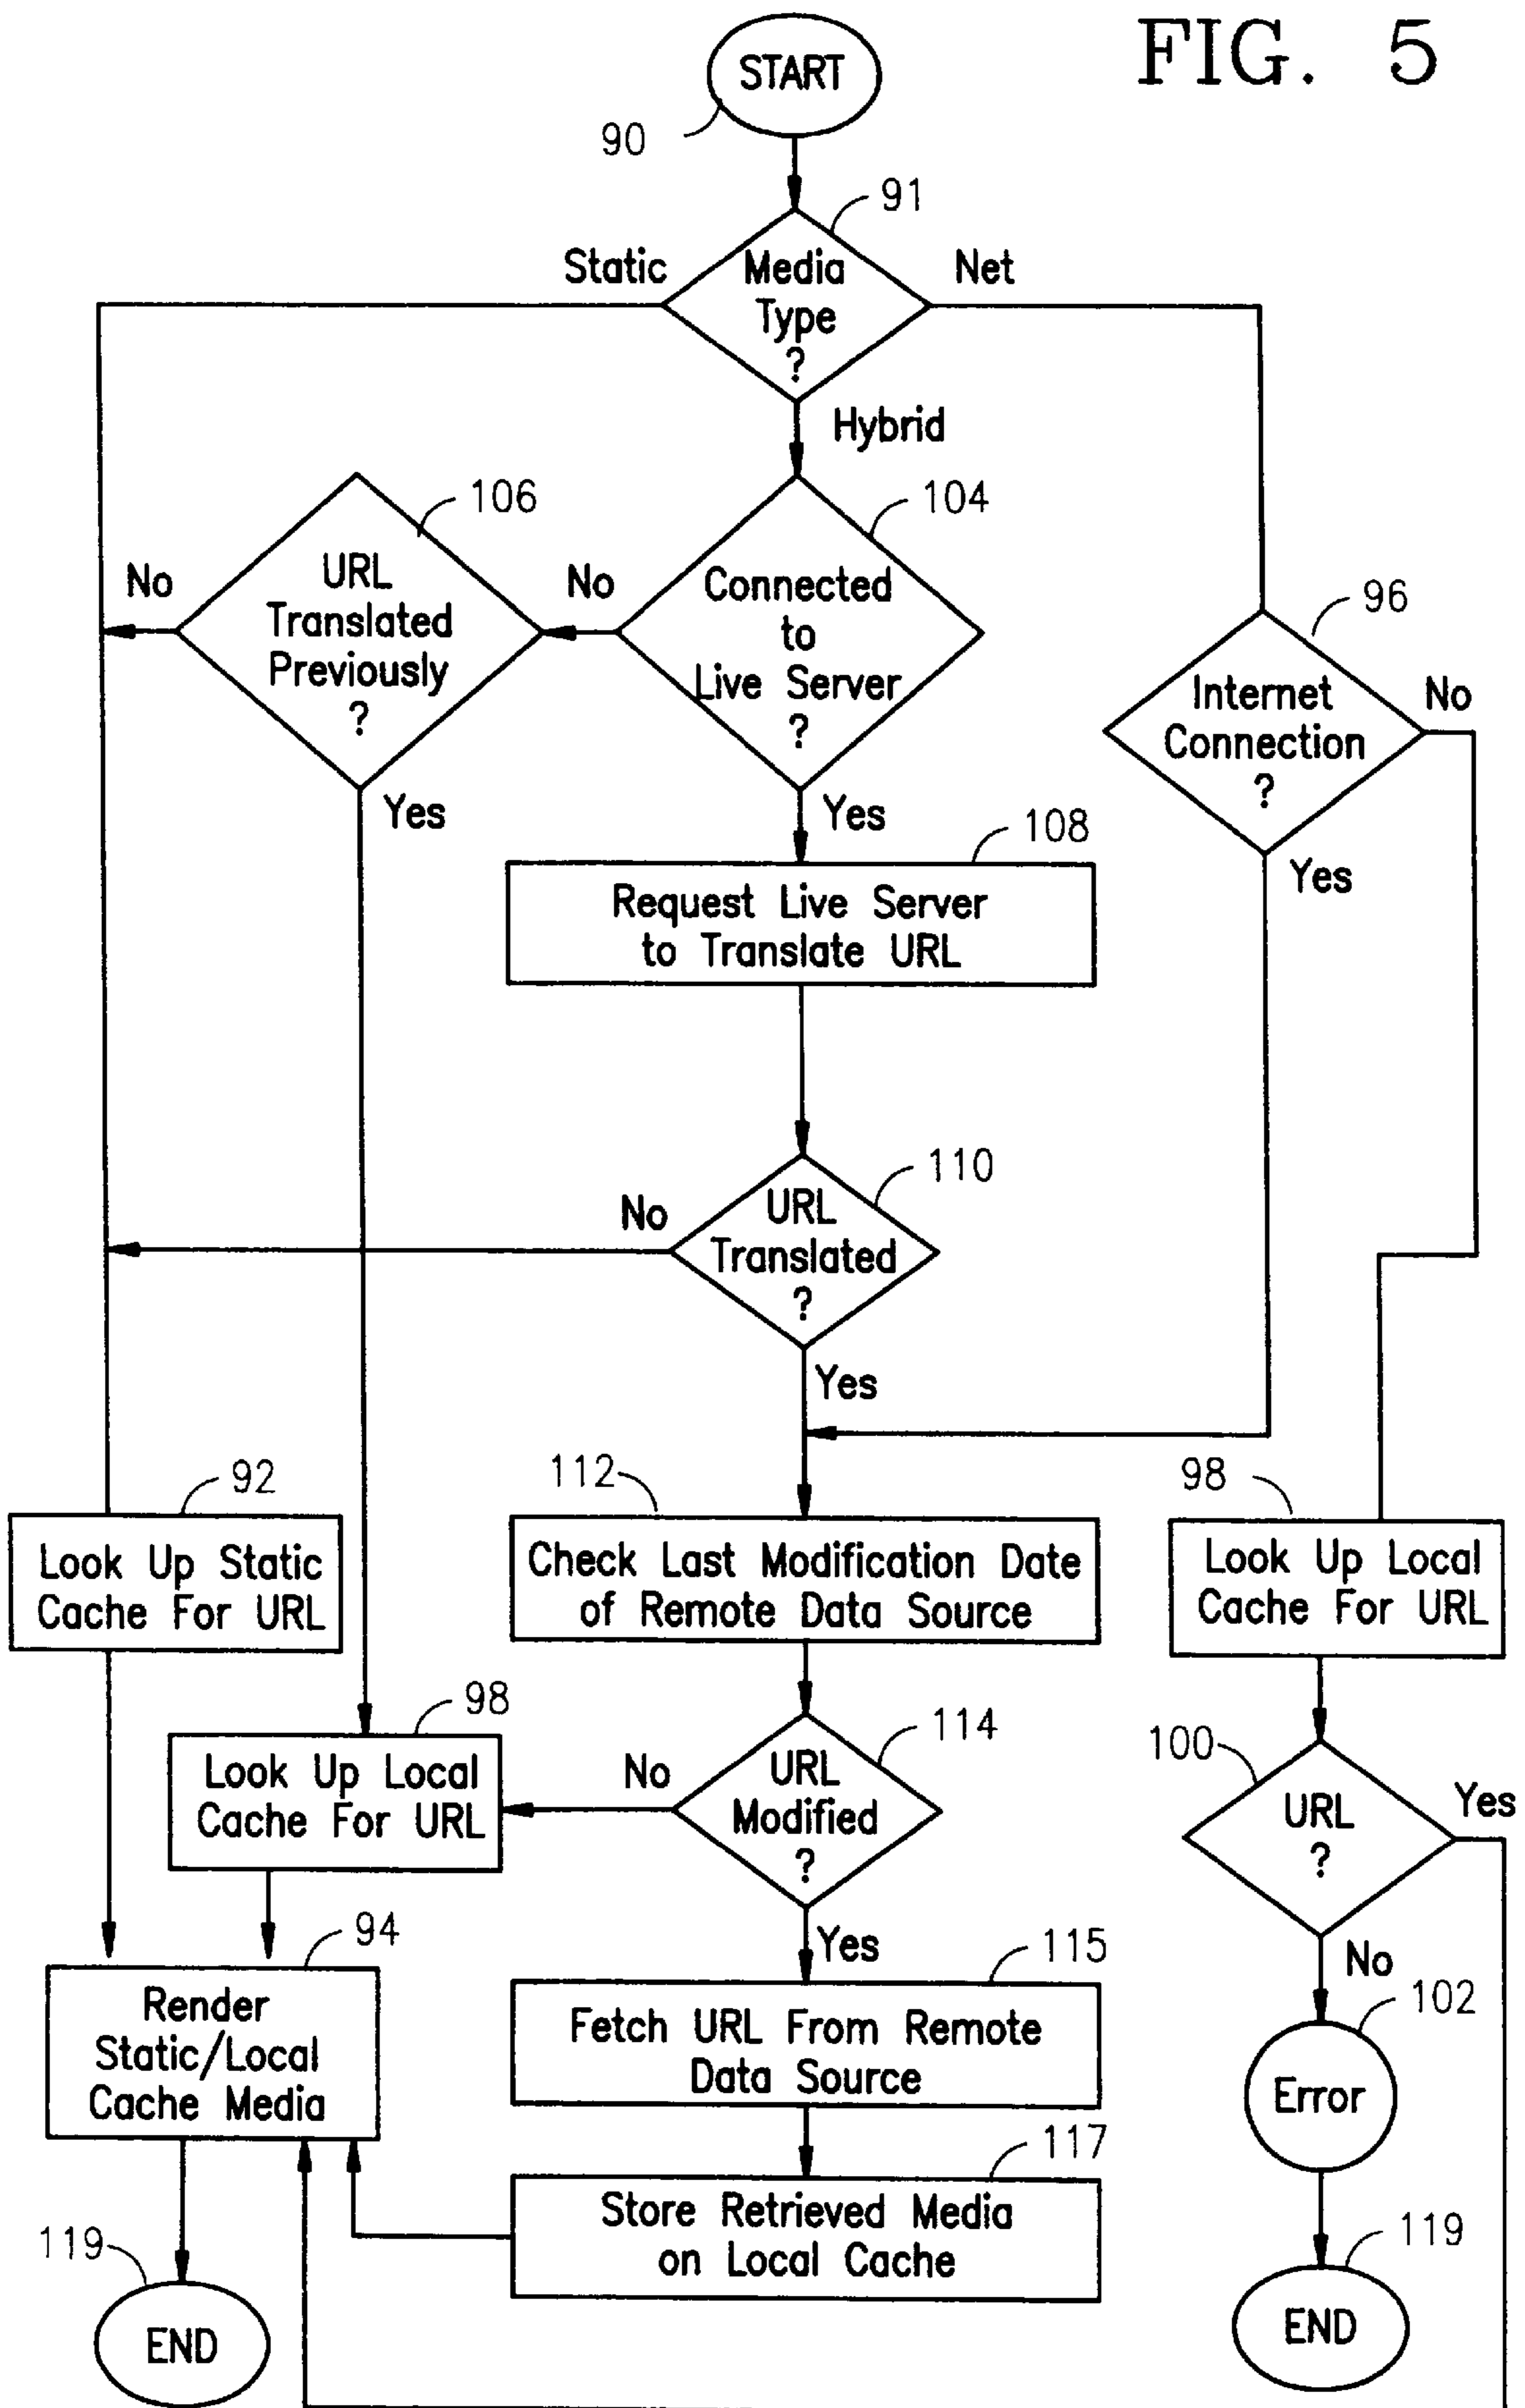 FIG. 5
START
90
91
Static
Media
Type
?
Net
Hybrid
106
104
No
URL
Translated
Previously
?
No
Connected
to
Live Server
?
96
Internet
Connection
?
No
Yes
Yes
108
Yes
Request Live Server
to Translate URL
110
No
URL
Translated
?
Yes
92
112
98
Look Up Static
Cache For URL
Check Last Modification Date
of Remote Data Source
Look Up Local
Cache For URL
98
114
100
Look Up Local
Cache For URL
No
URL
Modified
?
URL
?
Yes
94
Yes
115
No
102
Render
Static/Local
Cache Media
Fetch URL From Remote
Data Source
Error
117
119
Store Retrieved Media
on Local Cache
119
END
END